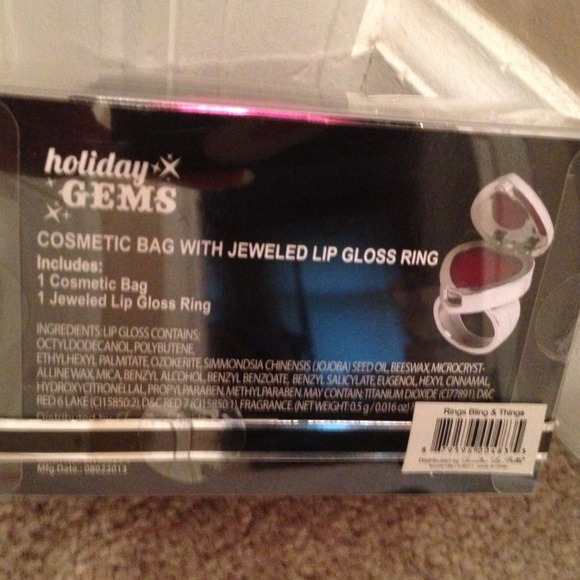 holiday
GEMS
COSMETIC BAG WITH JEWELED LIP GLOSS RING
Includes:
1 Cosmetic Bag
1 Jeweled Lip Gloss Ring
INGREDIENTS: LIP GLOSS CONTAINS:
OCTYLDODECANOL, POLYBUTENE,
ETHYLHEXYL PALMITATE, OZOKERITE, SIMMONDSIA CHINENSIS (JOJOBA) SEED OIL, BEESWAX, MICROCRYST-
ALLINE WAX, MICA, BENZYL ALCOHOL, BENZYL BENZOATE, BENZYL SALICYLATE, EUGENOL, HEXYL CINNAMAL,
HYDROXYCITRONELLAL, PROPYLPARABEN, METHYLPARABEN. MAY CONTAIN: TITANIUM DIOXIDE (CI77891), D&C
RED 6 LAKE (CI15850:2), D&C RED 7 (CI15850:1), FRAGRANCE. (NET WEIGHT: 0.5 g / 0.016 oz)
Distributed by
Mfg Date : 08022013
Rings Bling & Things
Distributed by